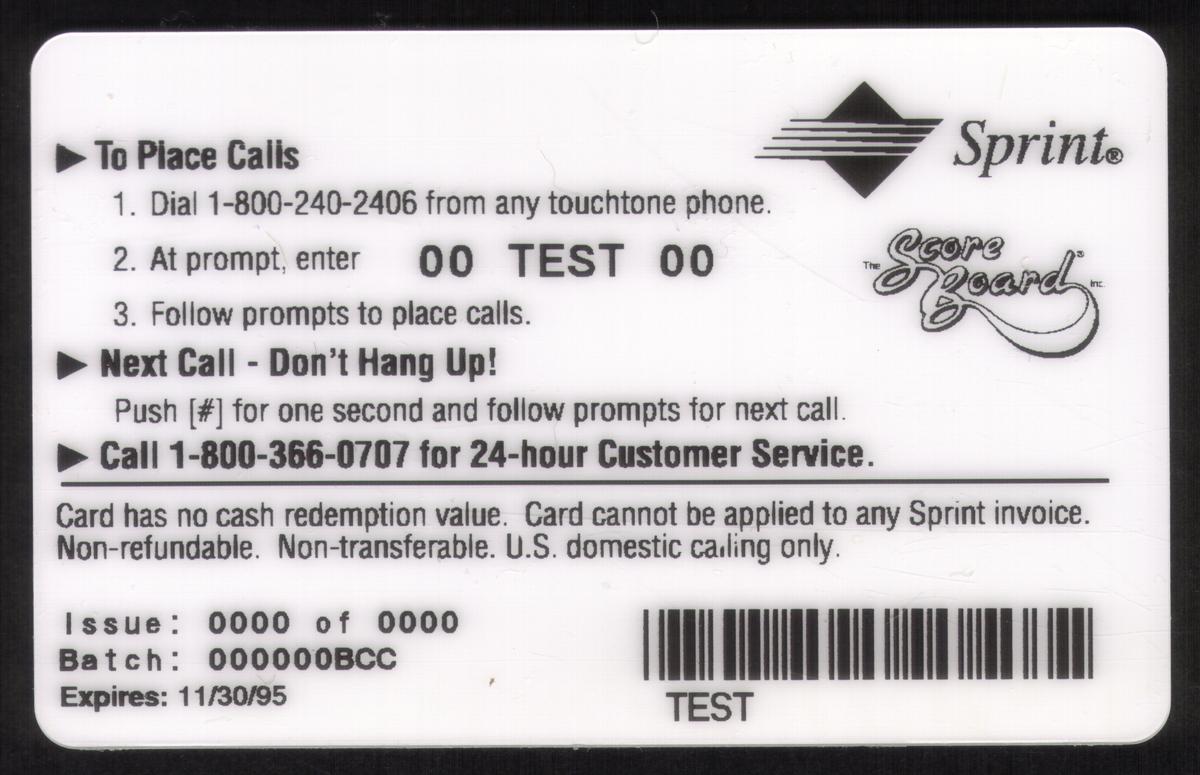 Sprint®
To Place Calls
1. Dial 1-800-240-2406 from any touchtone phone.
2. At prompt, enter 00 TEST 00
The Score Board® Inc.
3. Follow prompts to place calls.
Next Call - Don't Hang Up!
Push [#] for one second and follow prompts for next call.
Call 1-800-366-0707 for 24-hour Customer Service.
Card has no cash redemption value. Card cannot be applied to any Sprint invoice.
Non-refundable. Non-transferable. U.S. domestic calling only.
Issue: 0000 of 0000
Batch: 000000BCC
Expires: 11/30/95
TEST